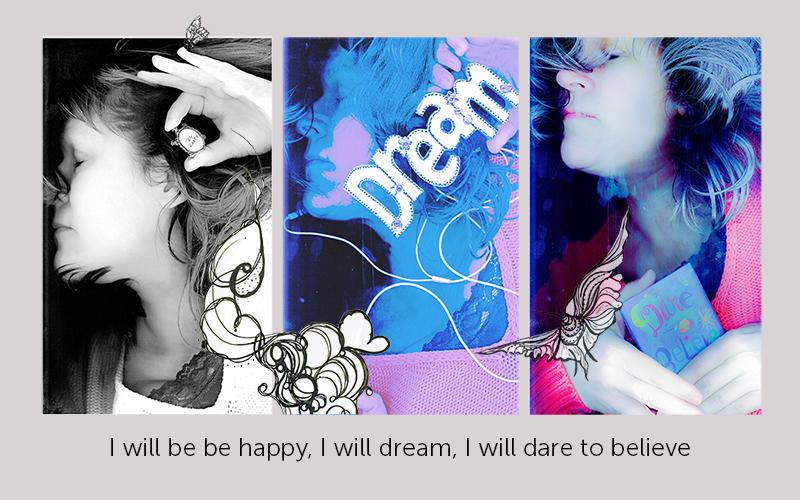 Dream
Dare
to
Believe
I will be be happy, I will dream, I will dare to believe